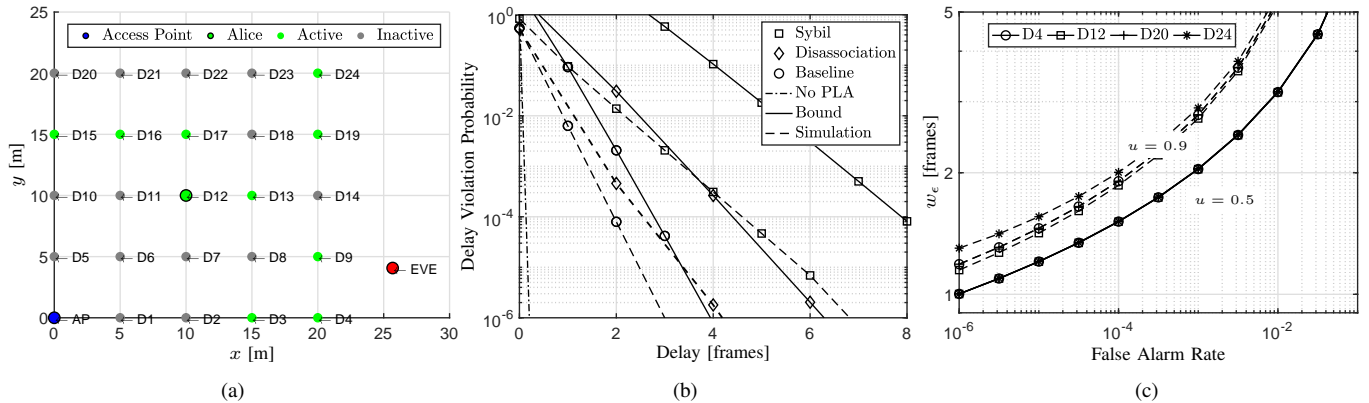 25
20
15
10
5
0
y [m]
Access Point Alice Active Inactive
D20 D21 D22 D23 D24
D15 D16 D17 D18 D19
D10 D11 D12 D13 D14
D5 D6 D7 D8 D9
EVE
AP D1 D2 D3 D4
0 5 10 15 20 25 30
x [m]
(a)
Delay Violation Probability
10^0
10^-2
10^-4
10^-6
Sybil
Disassociation
Baseline
No PLA
Bound
Simulation
0 2 4 6 8
Delay [frames]
(b)
w_ϵ [frames]
5
2
1
D4 D12 D20 D24
u = 0.9
u = 0.5
10^-6 10^-4 10^-2
False Alarm Rate
(c)